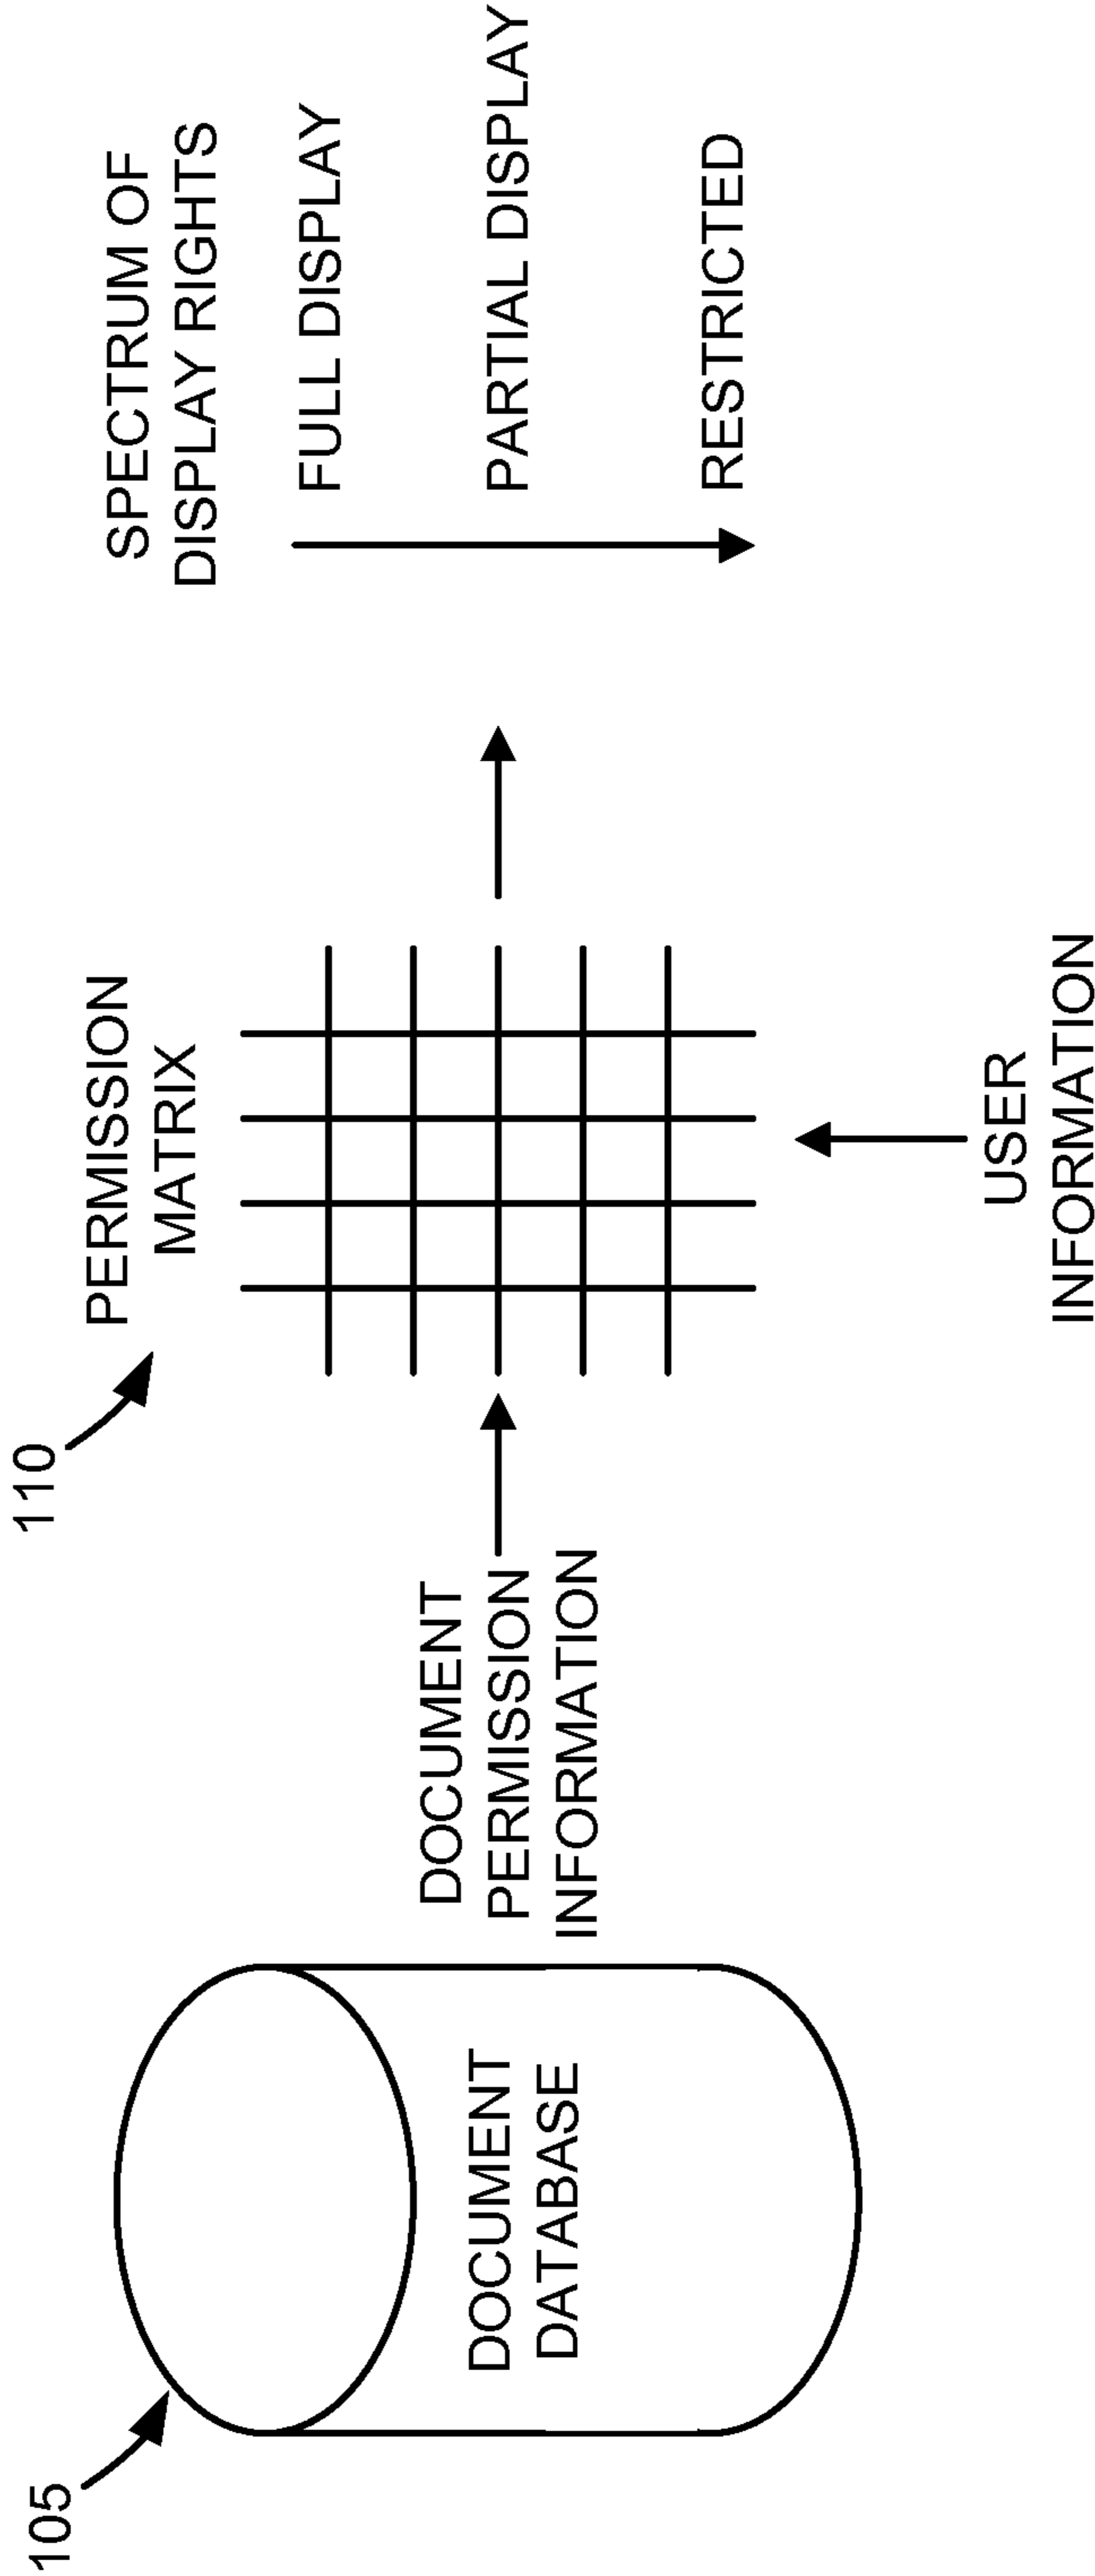 105
DOCUMENT
DATABASE
DOCUMENT
PERMISSION
INFORMATION
110
PERMISSION
MATRIX
USER
INFORMATION
SPECTRUM OF
DISPLAY RIGHTS
FULL DISPLAY
PARTIAL DISPLAY
RESTRICTED